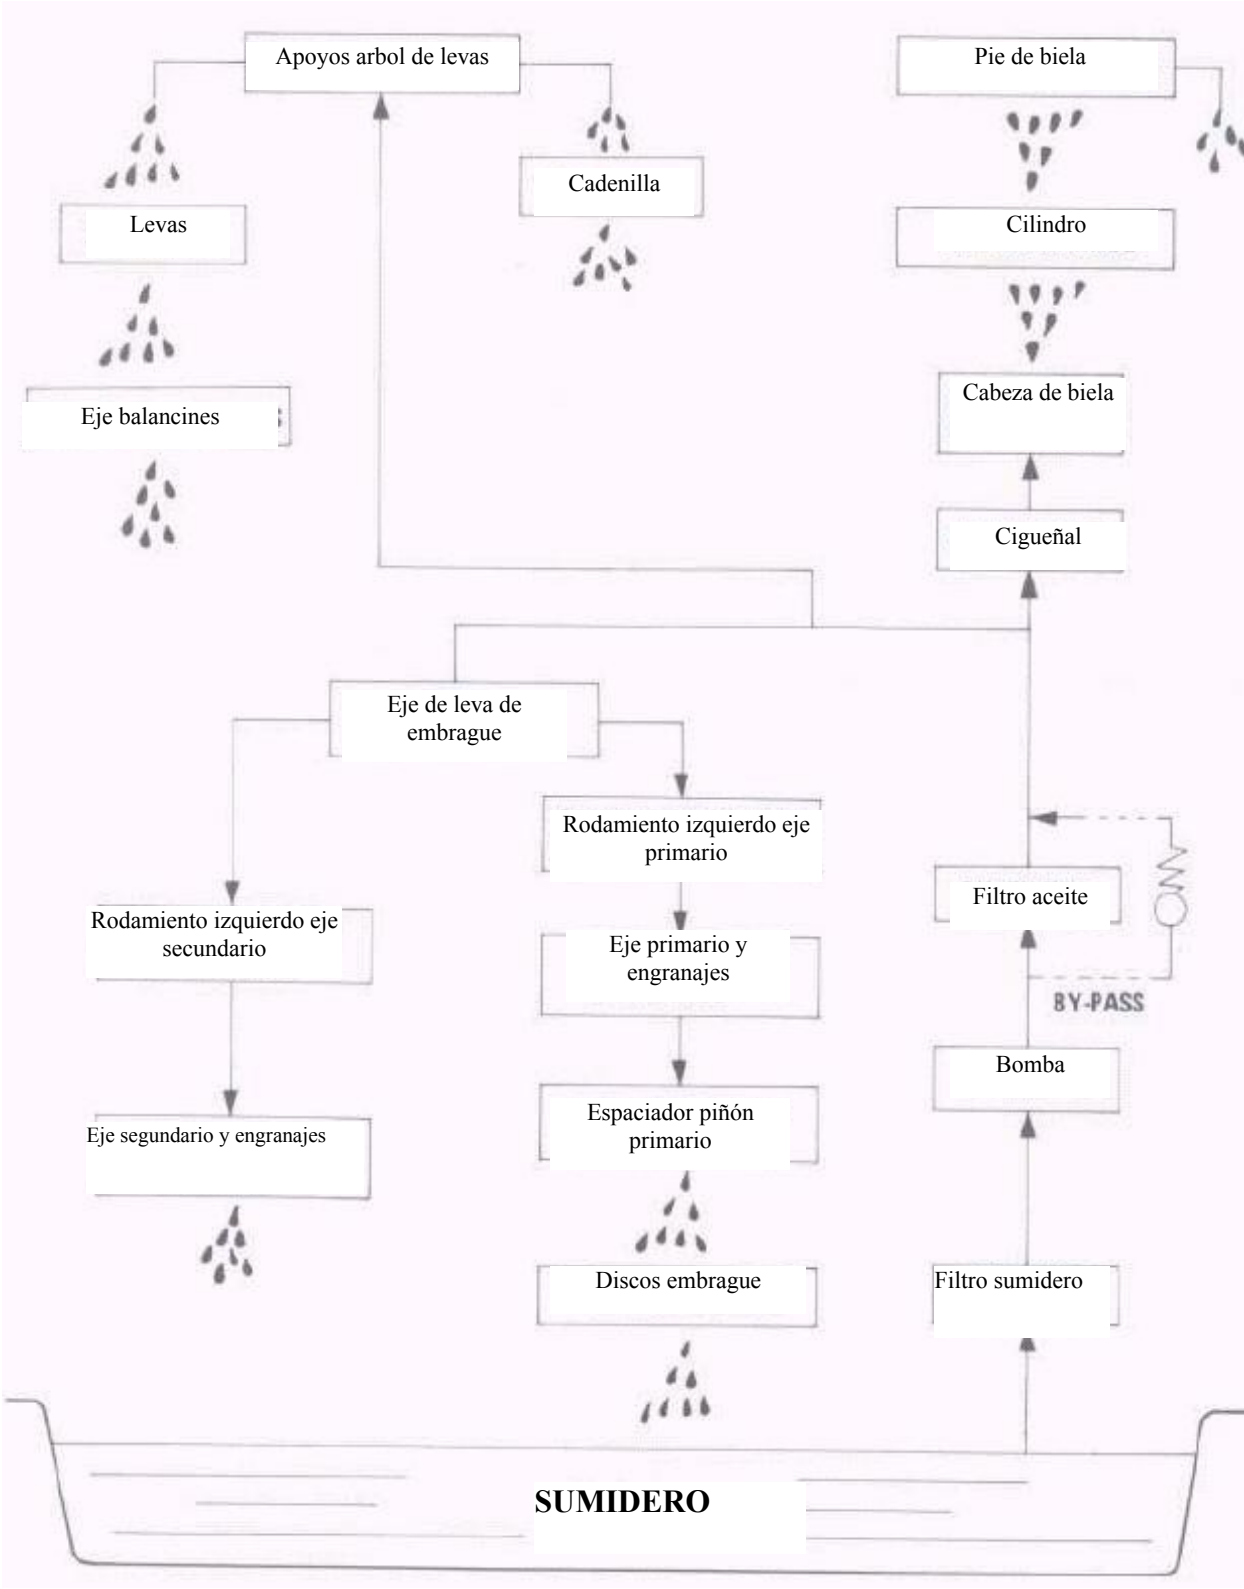 Apoyos arbol de levas
Pie de biela
Cadenilla
Levas
Cilindro
Eje balancines
Cabeza de biela
Cigueñal
Eje de leva de
embrague
Rodamiento izquierdo eje
primario
Filtro aceite
Rodamiento izquierdo eje
secundario
Eje primario y
engranajes
BY-PASS
Bomba
Espaciador piñón
primario
Eje segundario y engranajes
Discos embrague
Filtro sumidero
SUMIDERO